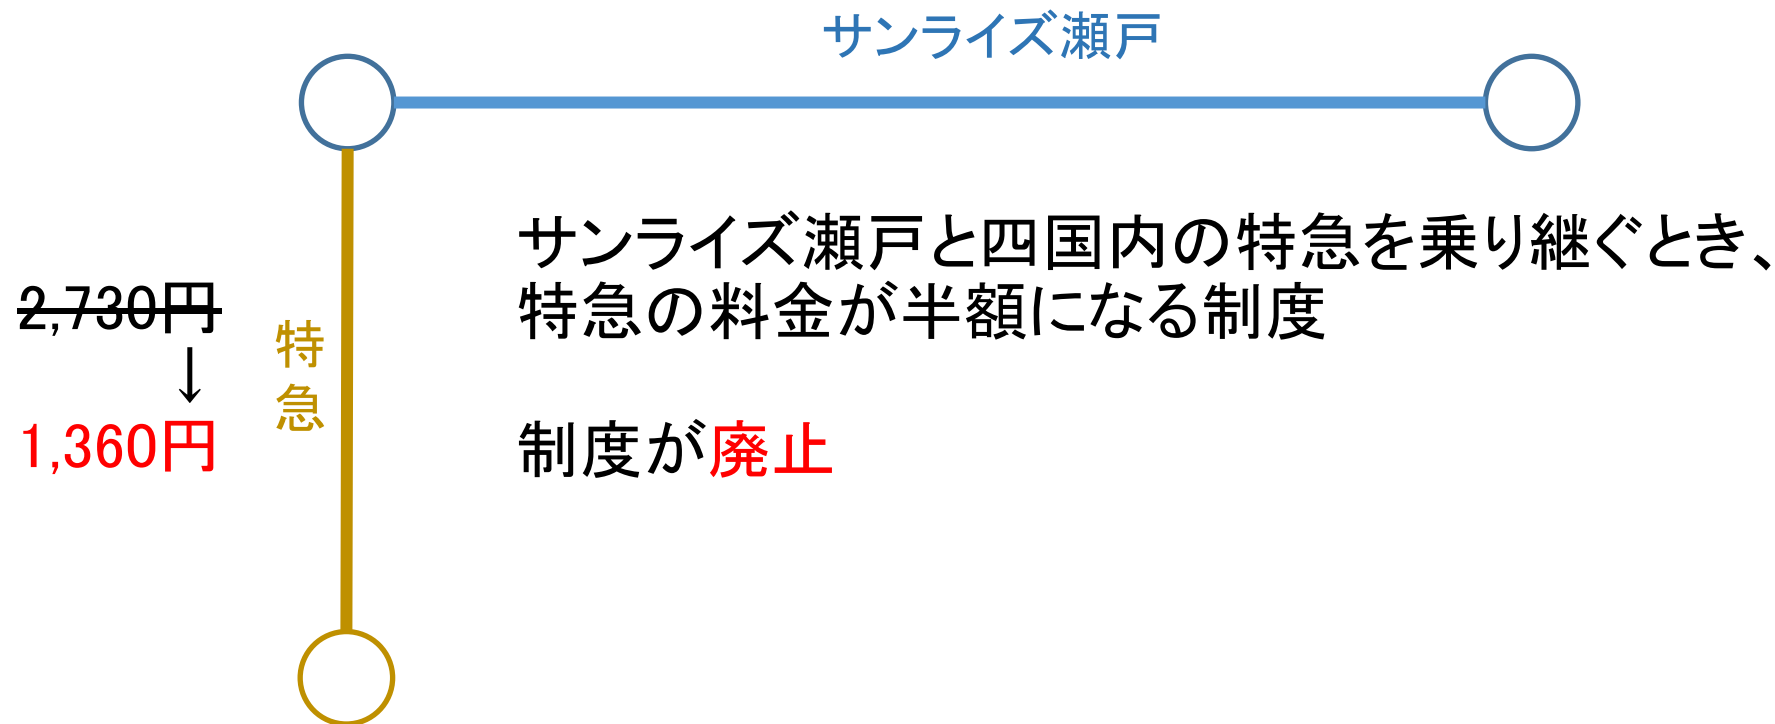 サンライズ瀬戸
サンライズ瀬戸と四国内の特急を乗り継ぐとき、
特急の料金が半額になる制度
制度が廃止
2,730円
↓
1,360円
特急